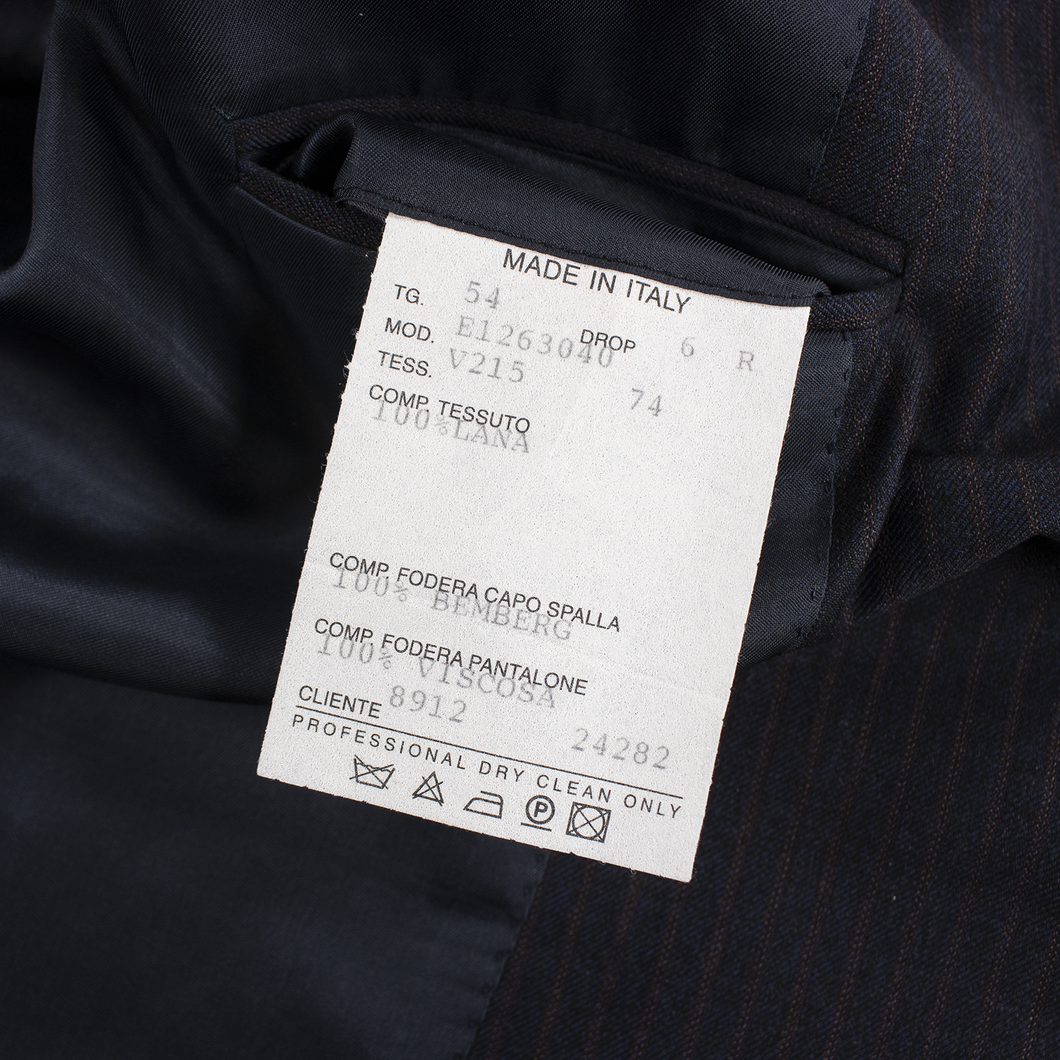 MADE IN ITALY
TG. 54
MOD. E1263040 DROP 6 R
TESS. V215 74
COMP. TESSUTO
100%LANA
COMP. FODERA CAPO SPALLA
100% BEMBERG
COMP. FODERA PANTALONE
100% VISCOSA
CLIENTE 8912 24282
PROFESSIONAL DRY CLEAN ONLY
P